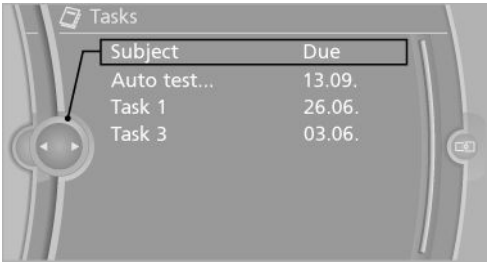 Tasks
Subject Due
Auto test... 13.09.
Task 1 26.06.
Task 3 03.06.